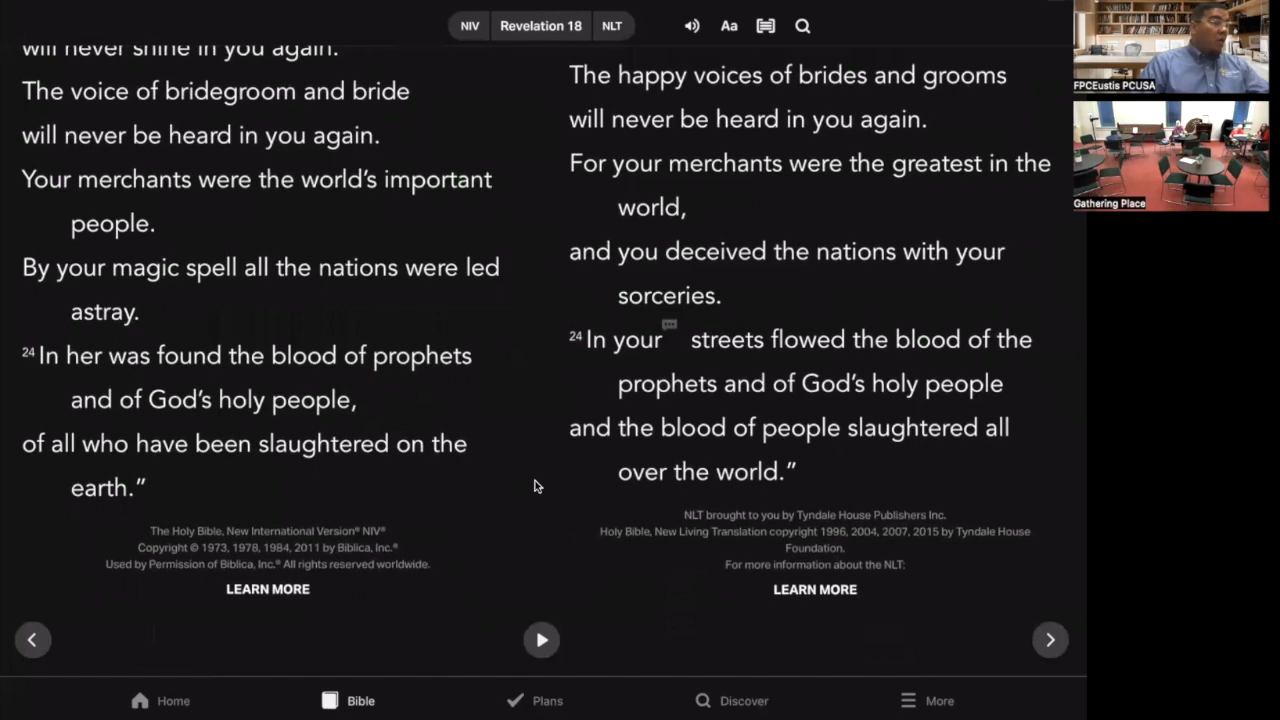 NIV Revelation 18 NLT Aa
will never shine in you again.
The voice of bridegroom and bride
will never be heard in you again.
Your merchants were the world’s important
people.
By your magic spell all the nations were led
astray.
24 In her was found the blood of prophets
and of God’s holy people,
of all who have been slaughtered on the
earth.”
The Holy Bible, New International Version® NIV®
Copyright © 1973, 1978, 1984, 2011 by Biblica, Inc.®
Used by Permission of Biblica, Inc.® All rights reserved worldwide.
LEARN MORE
The happy voices of brides and grooms
will never be heard in you again.
For your merchants were the greatest in the
world,
and you deceived the nations with your
sorceries.
24 In your streets flowed the blood of the
prophets and of God’s holy people
and the blood of people slaughtered all
over the world.”
NLT brought to you by Tyndale House Publishers Inc.
Holy Bible, New Living Translation copyright 1996, 2004, 2007, 2015 by Tyndale House
Foundation.
For more information about the NLT:
LEARN MORE
Home Bible Plans Discover More
FPCEustis PCUSA
Gathering Place